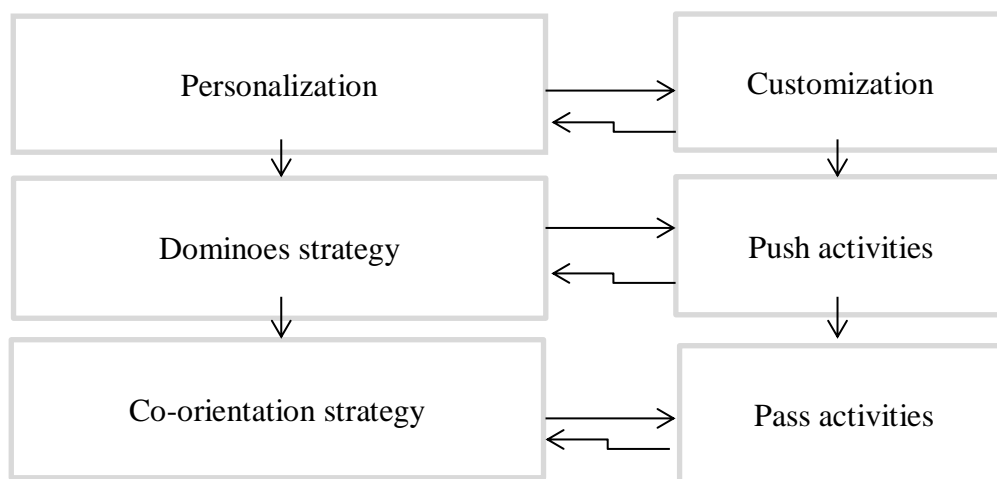 Personalization
Customization
Dominoes strategy
Push activities
Co-orientation strategy
Pass activities